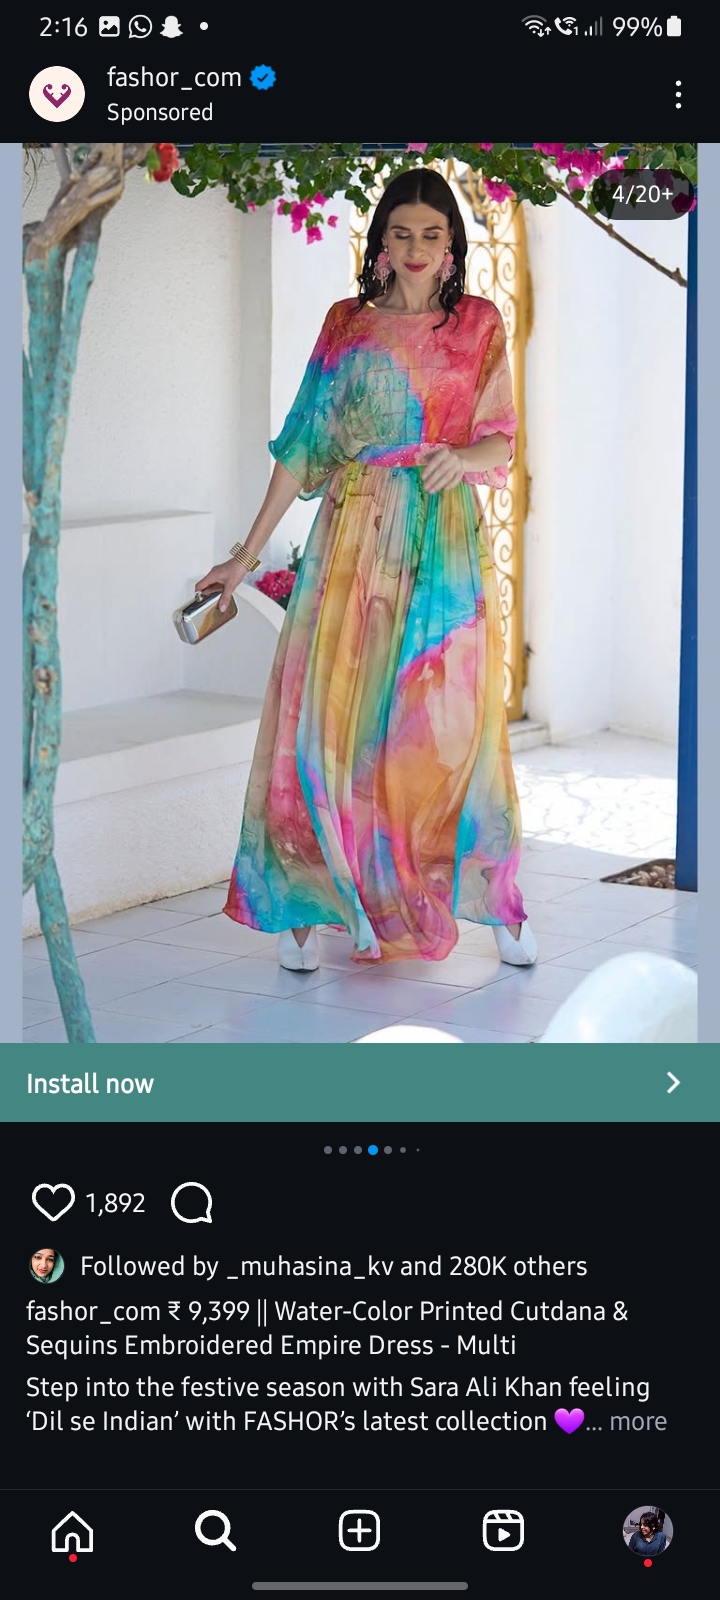 2:16
99%
fashor_com
Sponsored
4/20+
Install now
1,892
Followed by _muhasina_kv and 280K others
fashor_com ₹ 9,399 || Water-Color Printed Cutdana &
Sequins Embroidered Empire Dress - Multi
Step into the festive season with Sara Ali Khan feeling
‘Dil se Indian’ with FASHOR’s latest collection 💜... more